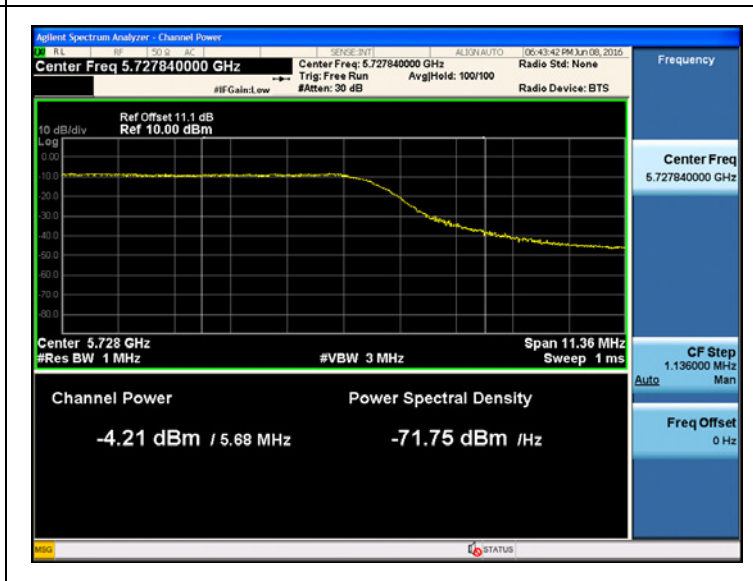 Agilent Spectrum Analyzer - Channel Power
RL RF 50 Ω AC SENSE:INT ALIGN AUTO 06:43:42 PM Jun 08, 2016
Center Freq 5.727840000 GHz
Center Freq: 5.727840000 GHz
Radio Std: None
Trig: Free Run Avg|Hold: 100/100
#IFGain:Low
#Atten: 30 dB
Radio Device: BTS
Ref Offset 11.1 dB
10 dB/div Ref 10.00 dBm
Log
0.00
-10.0
-20.0
-30.0
-40.0
-50.0
-60.0
-70.0
-80.0
Center 5.728 GHz Span 11.36 MHz
#Res BW 1 MHz #VBW 3 MHz Sweep 1 ms
Channel Power
Power Spectral Density
-4.21 dBm / 5.68 MHz
-71.75 dBm /Hz
Frequency
Center Freq
5.727840000 GHz
CF Step
1.136000 MHz
Auto Man
Freq Offset
0 Hz
MSG STATUS